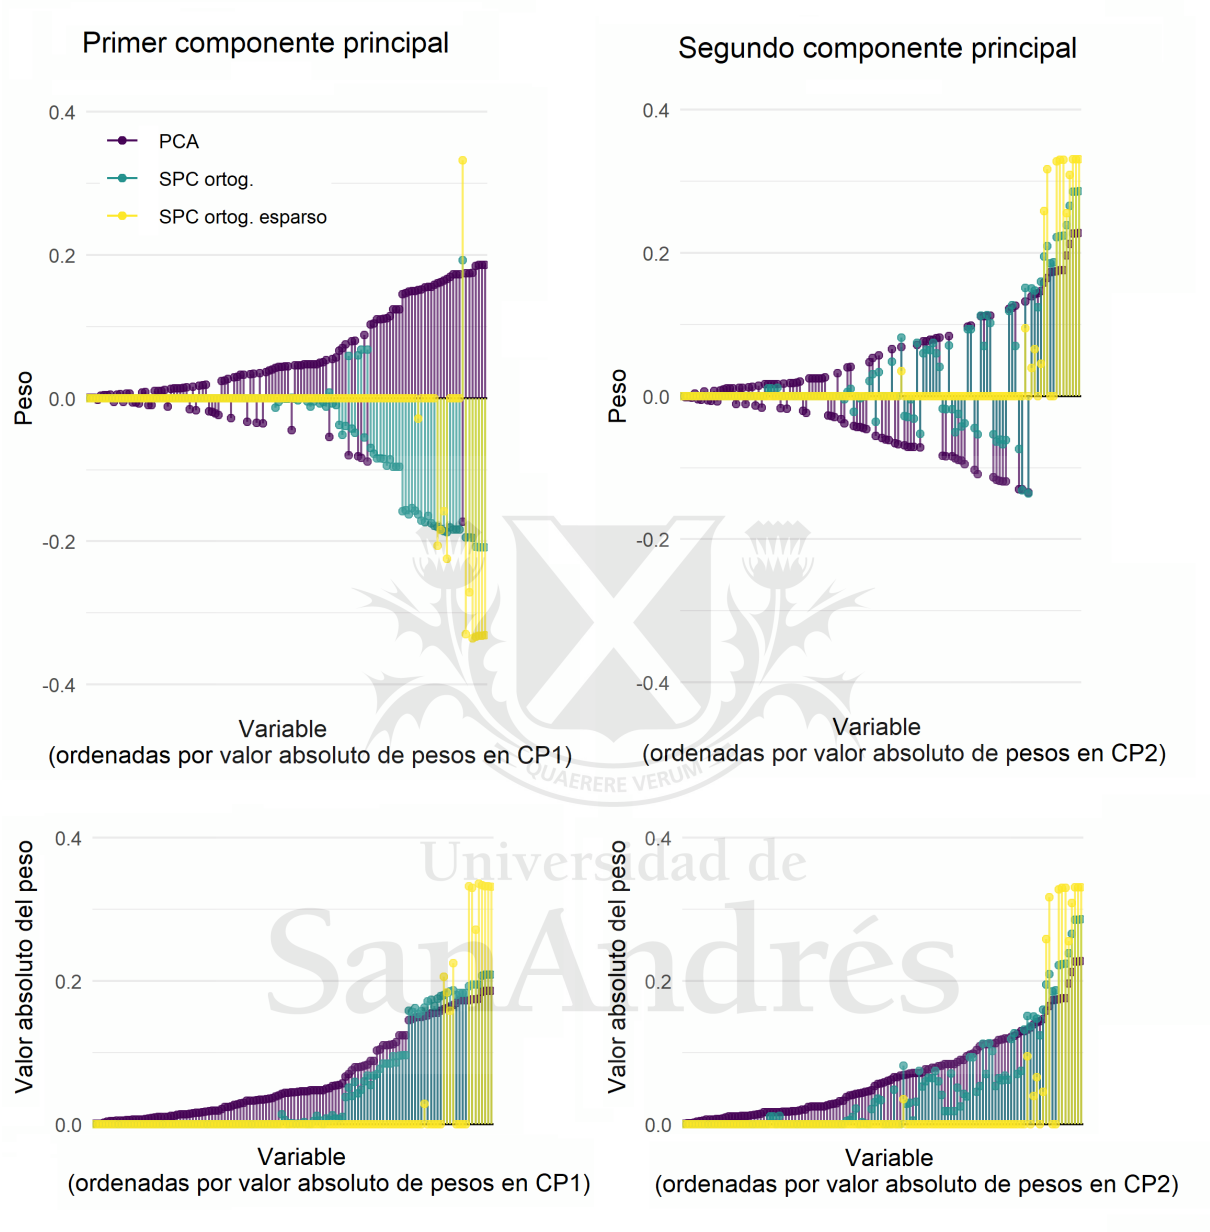 Primer componente principal
Segundo componente principal
0.4
0.2
0.0
-0.2
-0.4
Peso
PCA
SPC ortog.
SPC ortog. esparso
Variable
(ordenadas por valor absoluto de pesos en CP1)
0.4
0.2
0.0
-0.2
-0.4
Peso
Variable
(ordenadas por valor absoluto de pesos en CP2)
QUAERERE VERUM
Universidad de
SanAndrés
0.4
0.2
0.0
Valor absoluto del peso
Variable
(ordenadas por valor absoluto de pesos en CP1)
0.4
0.2
0.0
Valor absoluto del peso
Variable
(ordenadas por valor absoluto de pesos en CP2)